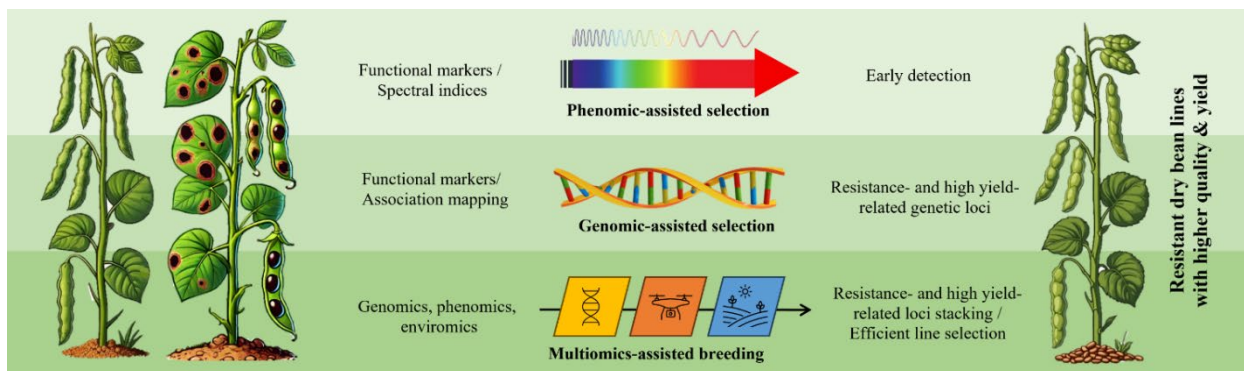 Functional markers /
Spectral indices
Phenomic-assisted selection
Early detection
Functional markers/
Association mapping
Genomic-assisted selection
Resistance- and high yield-
related genetic loci
Genomics, phenomics,
enviromics
Multiomics-assisted breeding
Resistance- and high yield-
related loci stacking /
Efficient line selection
Resistant dry bean lines
with higher quality & yield